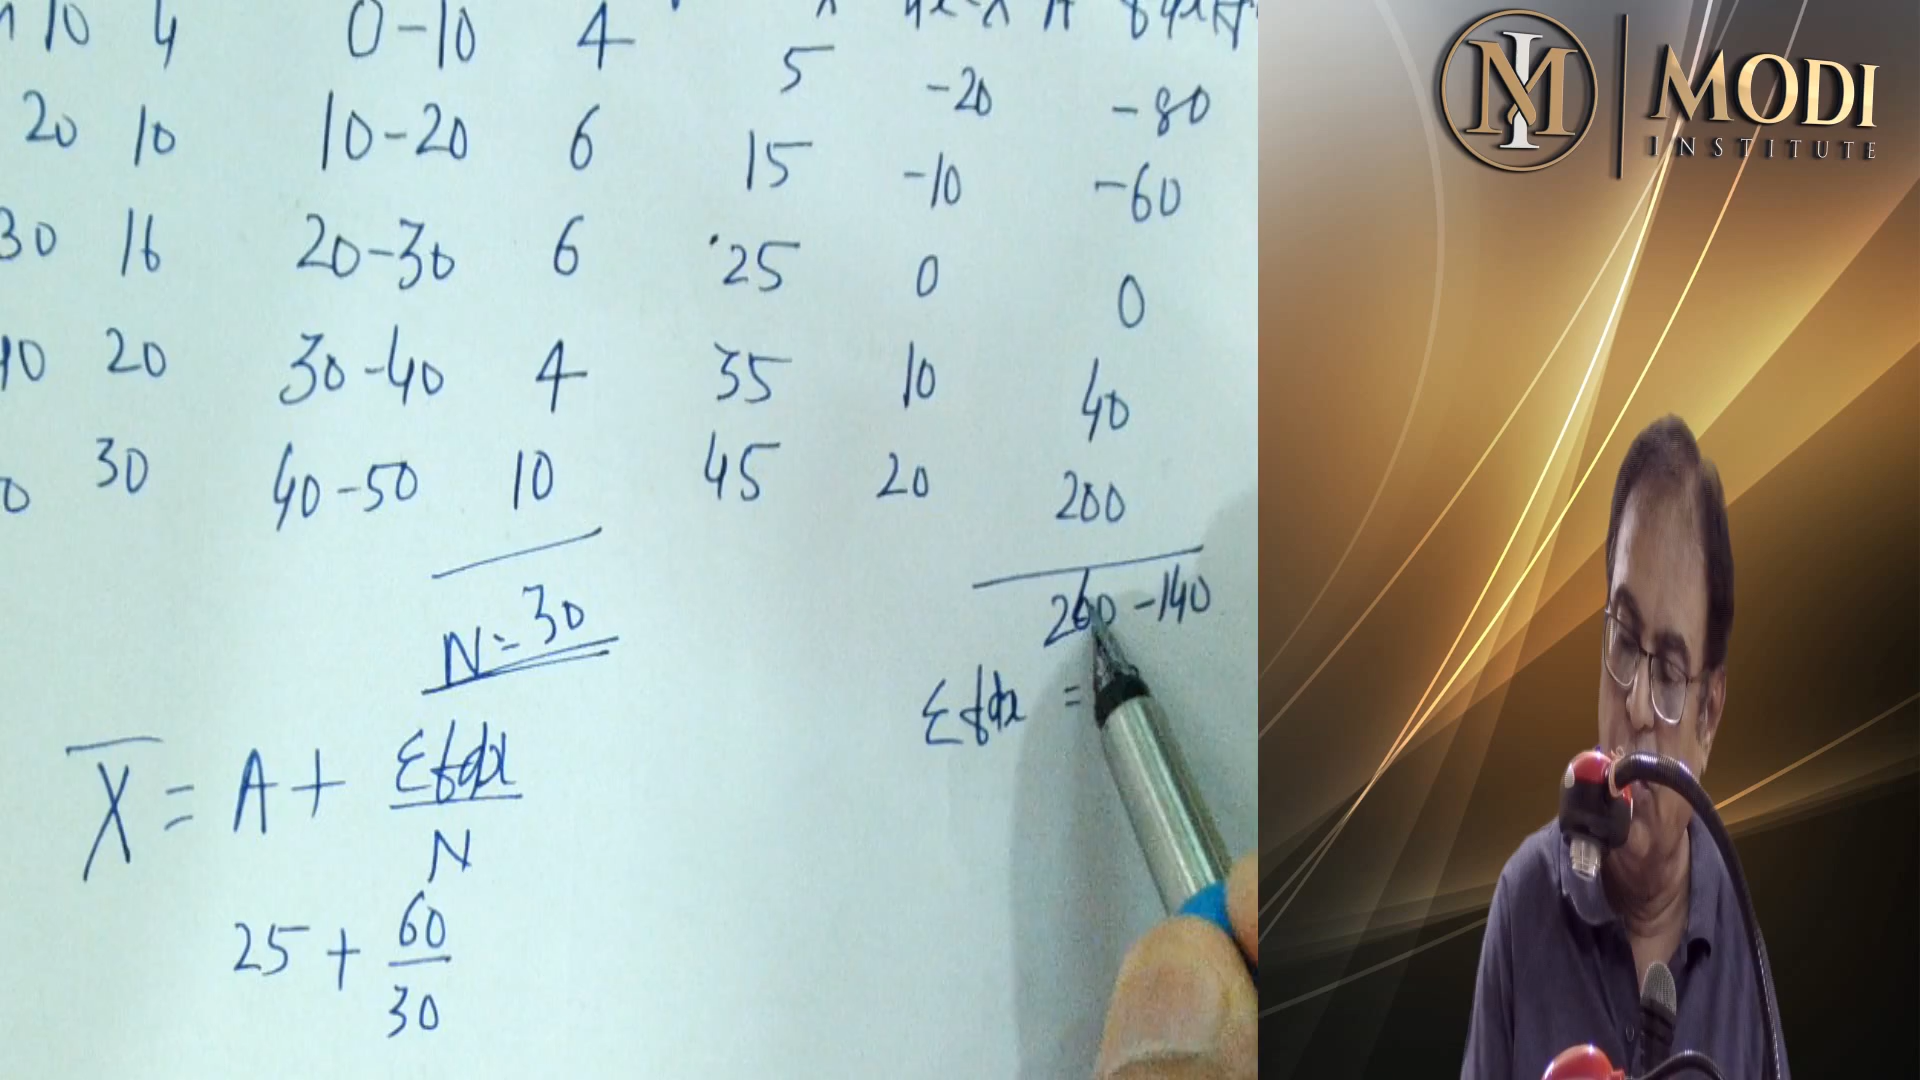 10 4 0-10 4
5 -20 -80
20 10 10-20 6 15 -10 -60
30 16 20-30 6 25 0 0
20 30-40 4 35 10 40
30 40-50 10 45 20 200
N = 30
240 -140
Σfdx =
X̄ = A + Σfdx
N
25 + 60
30
MODI
INSTITUTE